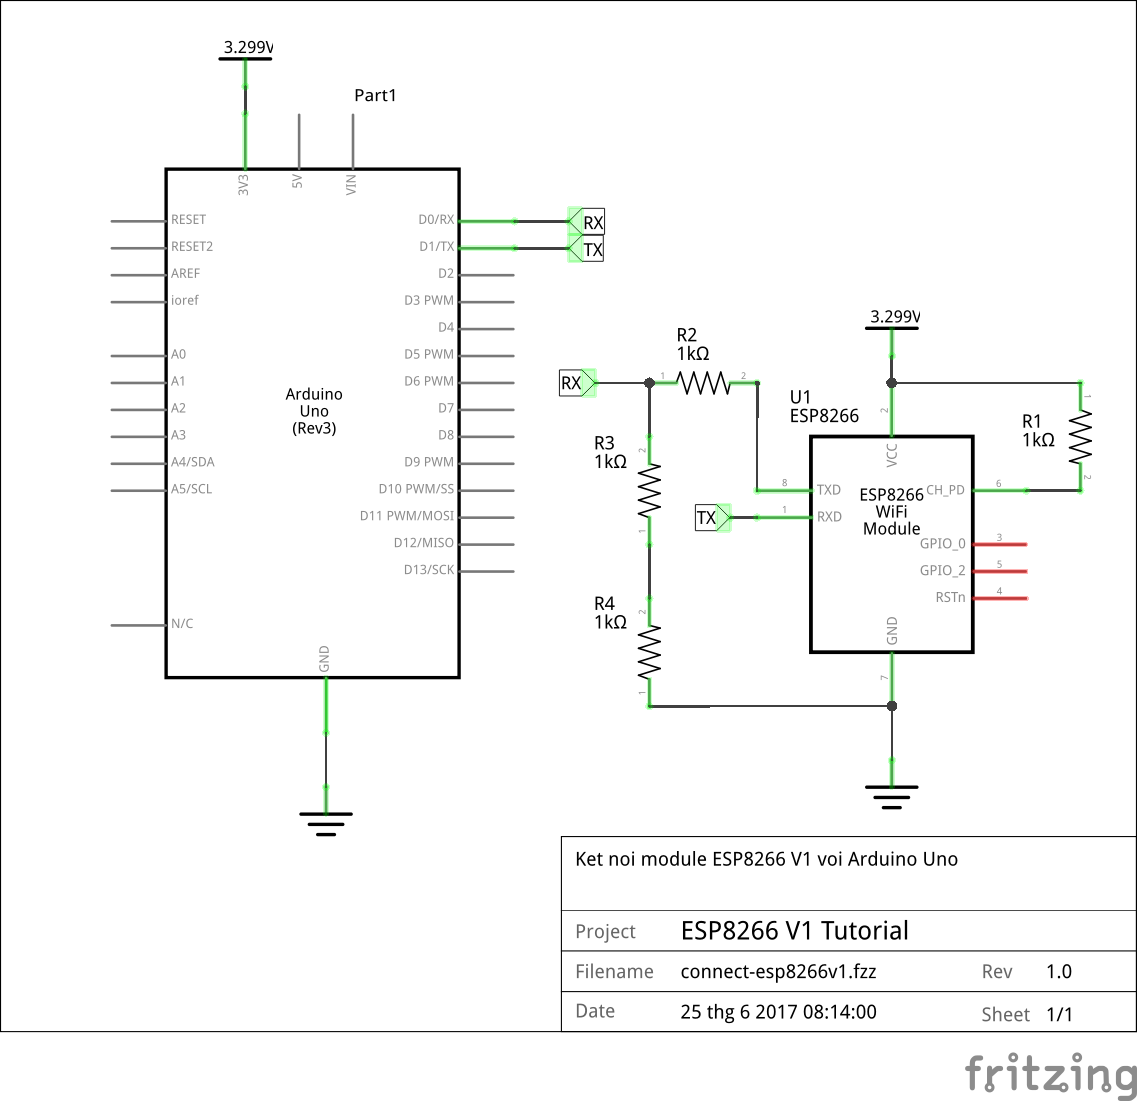 3.299V
Part1
3V3
5V
VIN
RESET
RESET2
AREF
ioref
A0
A1
A2
A3
A4/SDA
A5/SCL
N/C
Arduino
Uno
(Rev3)
D0/RX
D1/TX
D2
D3 PWM
D4
D5 PWM
D6 PWM
D7
D8
D9 PWM
D10 PWM/SS
D11 PWM/MOSI
D12/MISO
D13/SCK
GND
RX
TX
3.299V
R2
1kΩ
RX
1
2
R3
1kΩ
2
1
R4
1kΩ
2
1
U1
ESP8266
2
VCC
R1
1kΩ
1
2
8
TXD
TX
1
RXD
ESP8266
WiFi
Module
CH_PD
6
GPIO_0
3
GPIO_2
5
RSTn
4
GND
7
Ket noi module ESP8266 V1 voi Arduino Uno
Project ESP8266 V1 Tutorial
Filename connect-esp8266v1.fzz Rev 1.0
Date 25 thg 6 2017 08:14:00 Sheet 1/1
fritzing